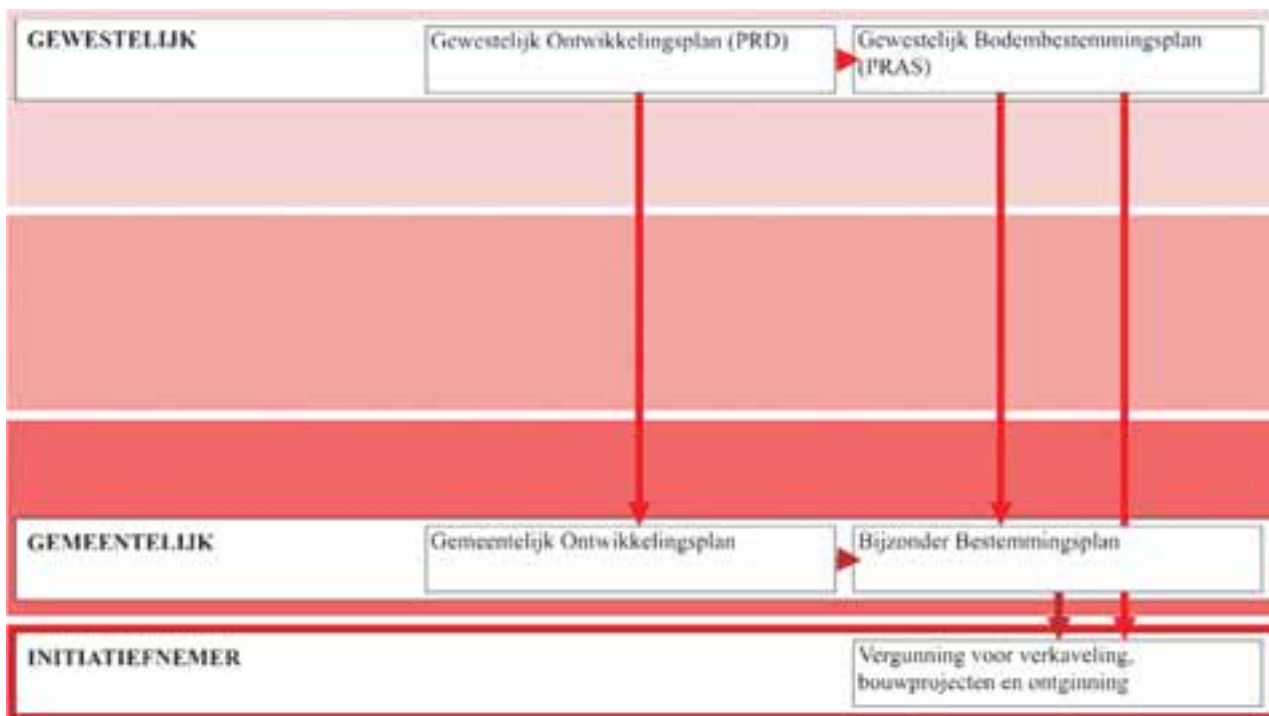 GEWESTELIJK
Gewestelijk Ontwikkelingsplan (PRD)
Gewestelijk Bodembestemmingsplan
(PRAS)
GEMEENTELIJK
Gemeentelijk Ontwikkelingsplan
Bijzonder Bestemmingsplan
INITIATIEFNEMER
Vergunning voor verkaveling,
bouwprojecten en ontginning